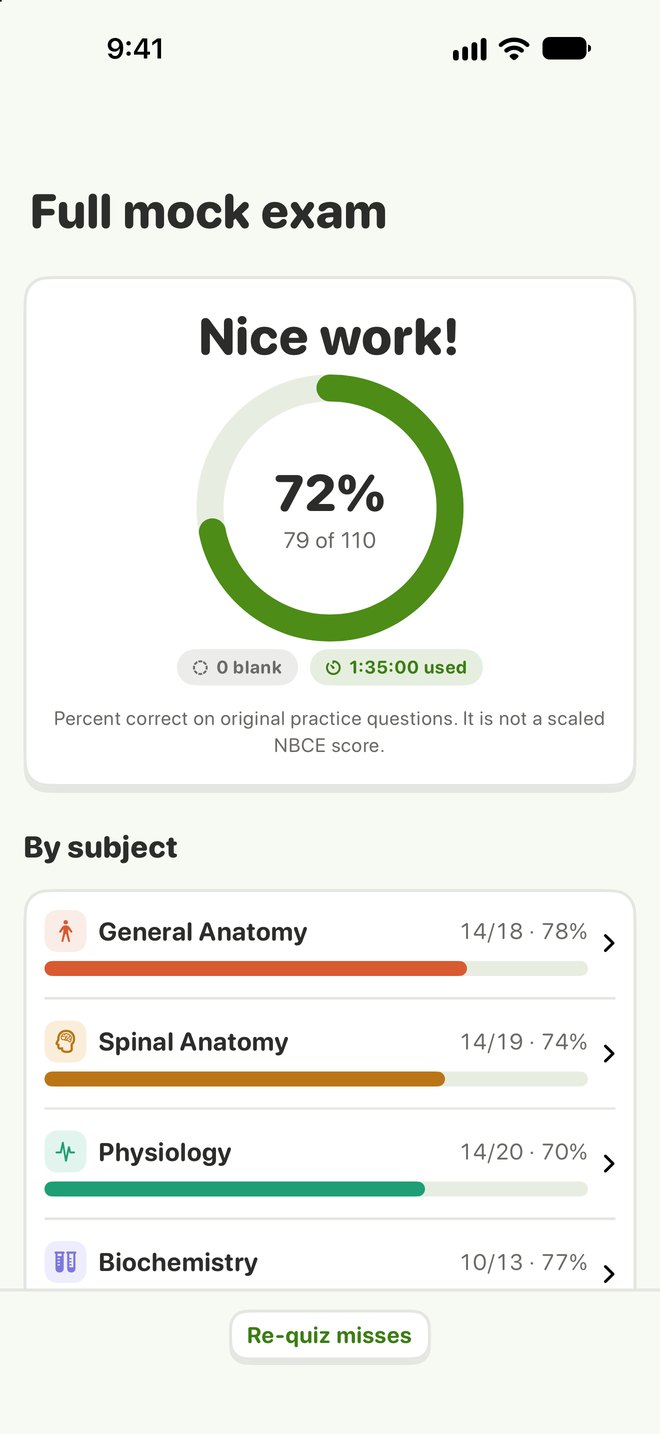 9:41
Full mock exam
Nice work!
72%
79 of 110
0 blank
1:35:00 used
Percent correct on original practice questions. It is not a scaled
NBCE score.
By subject
General Anatomy 14/18 · 78%
Spinal Anatomy 14/19 · 74%
Physiology 14/20 · 70%
Biochemistry 10/13 · 77%
Re-quiz misses